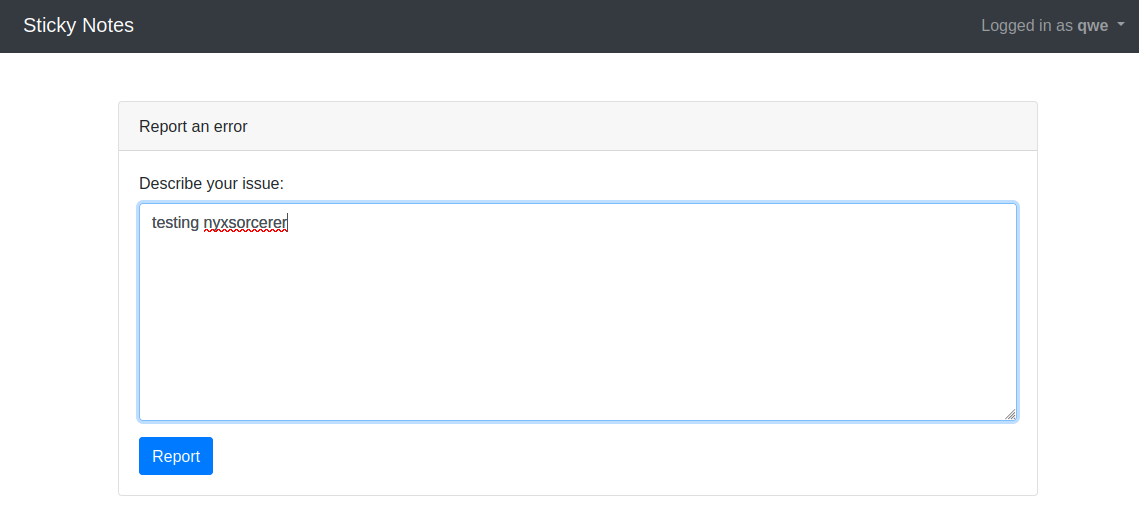 Sticky Notes
Logged in as qwe
Report an error
Describe your issue:
testing nyxsorcerer
Report